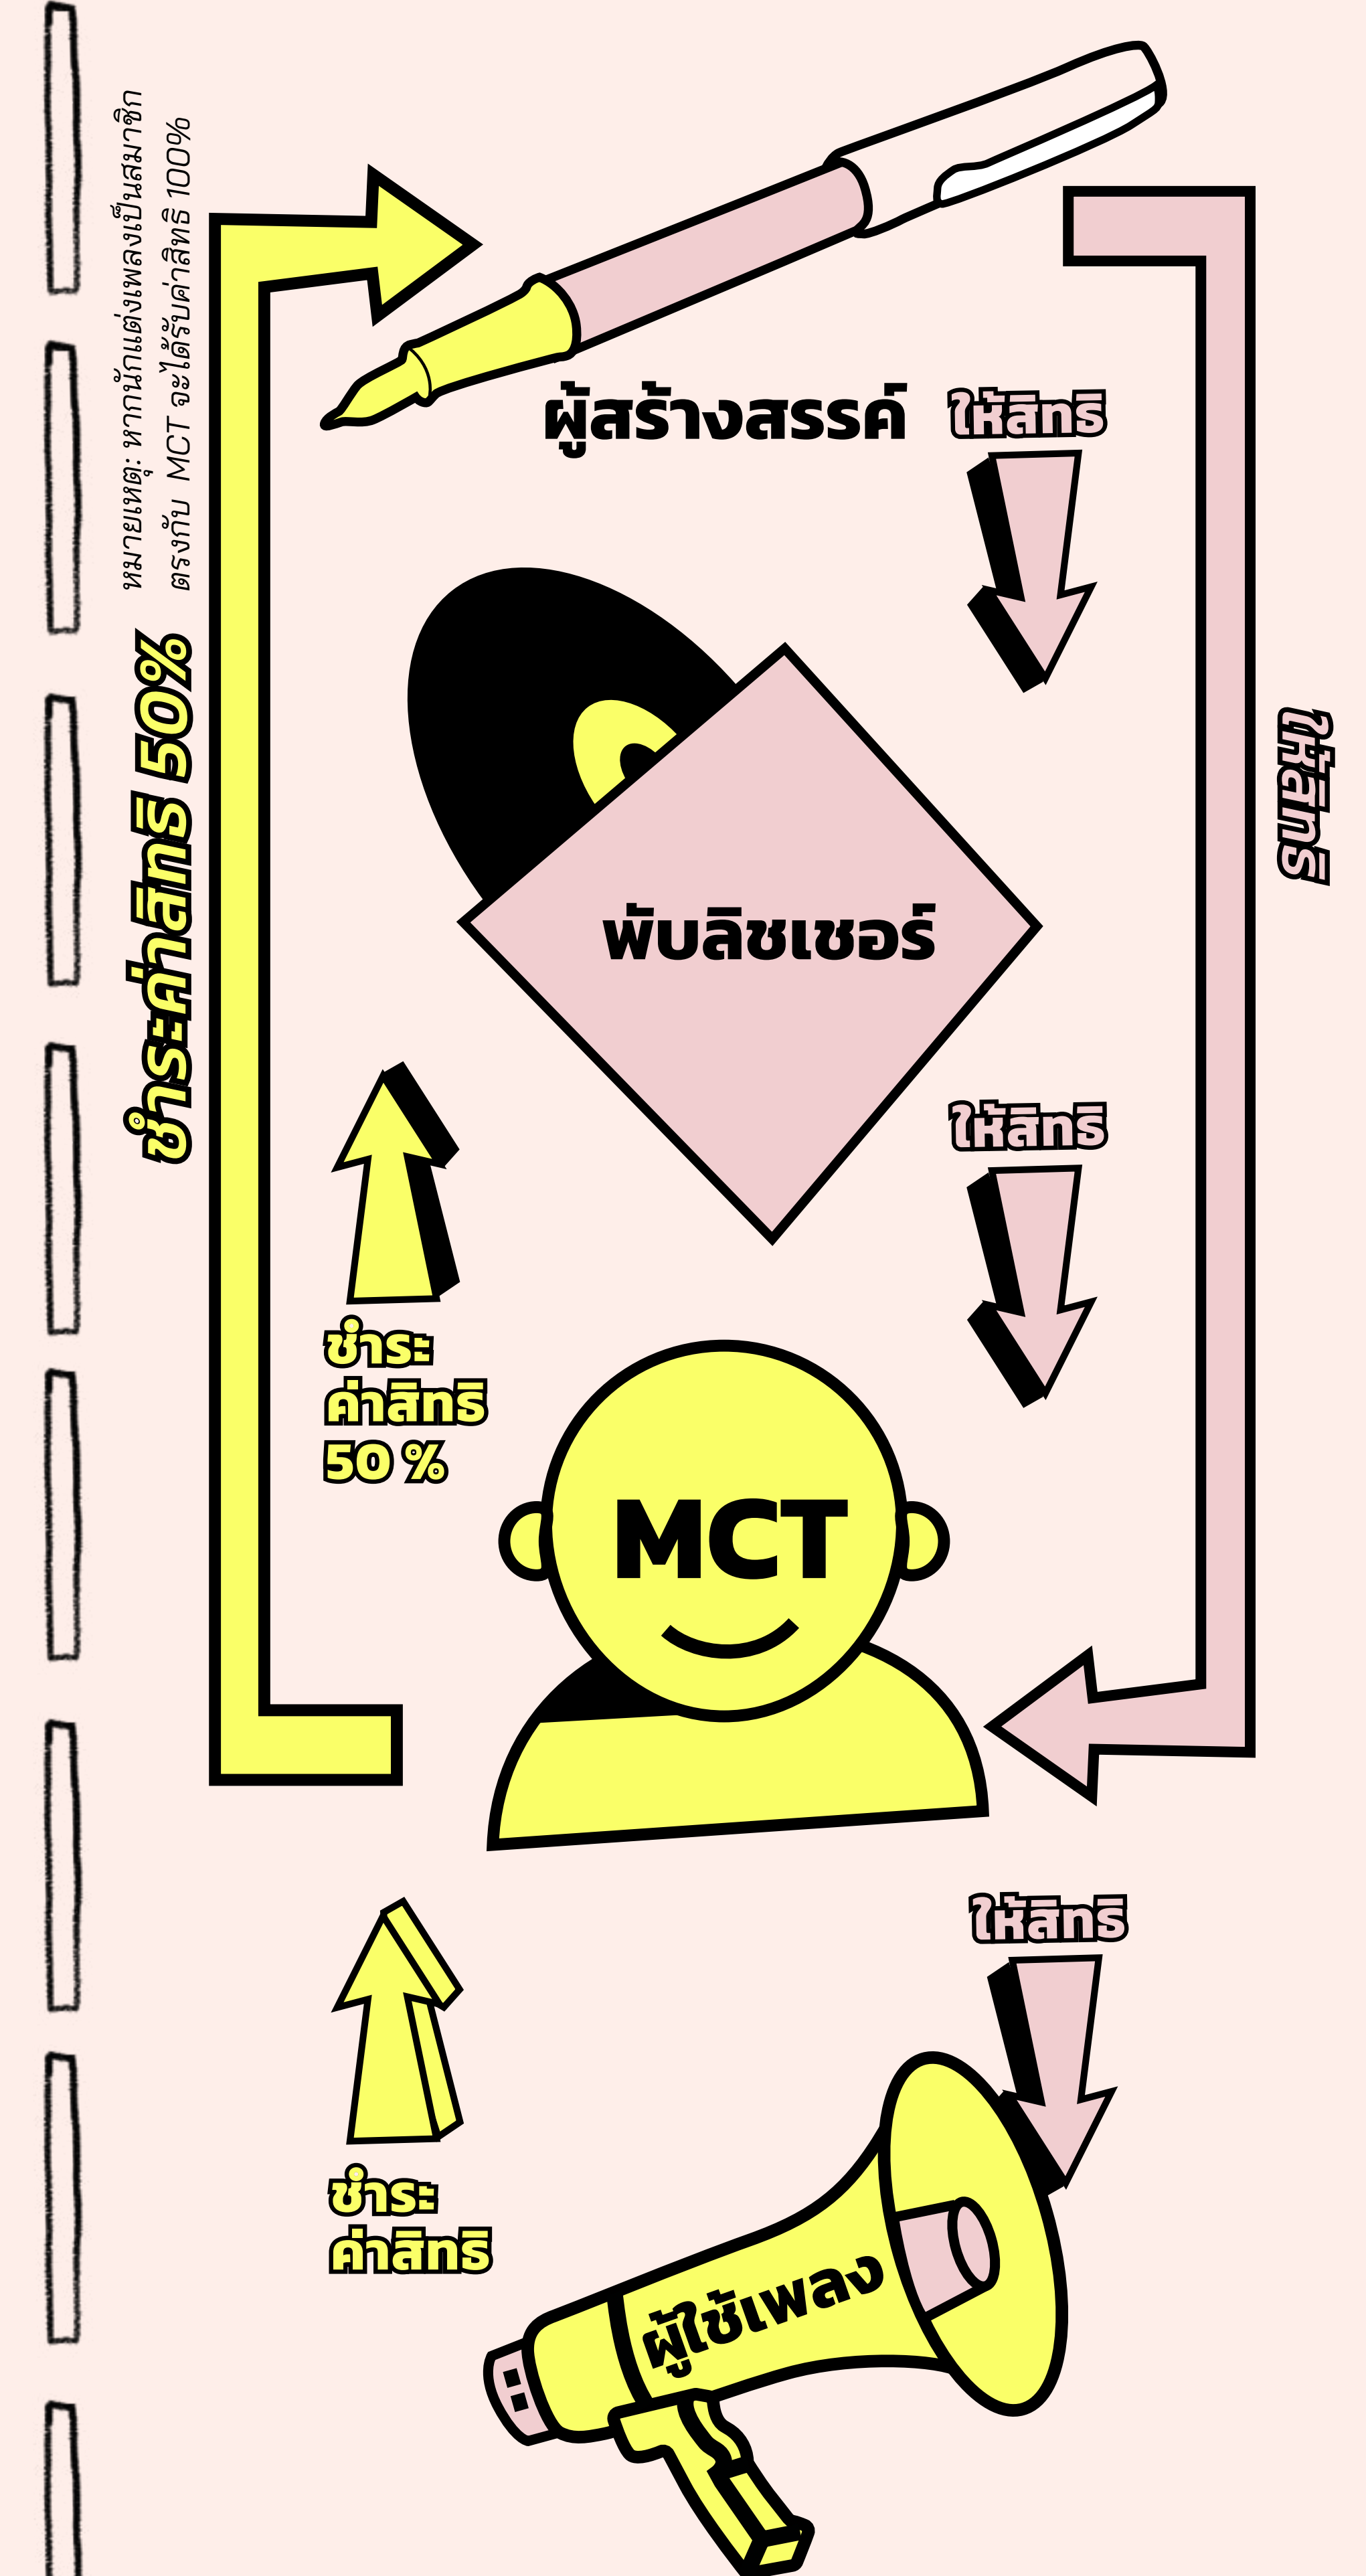 หมายเหตุ: หากนักแต่งเพลงเป็นสมาชิก
ตรงกับ MCT จะได้รับค่าสิทธิ 100%
ชำระค่าสิทธิ 50%
ผู้สร้างสรรค์
ให้สิทธิ
ให้สิทธิ
พับลิชเชอร์
ให้สิทธิ
ชำระ
ค่าสิทธิ
50 %
MCT
ให้สิทธิ
ชำระ
ค่าสิทธิ
ผู้ใช้เพลง